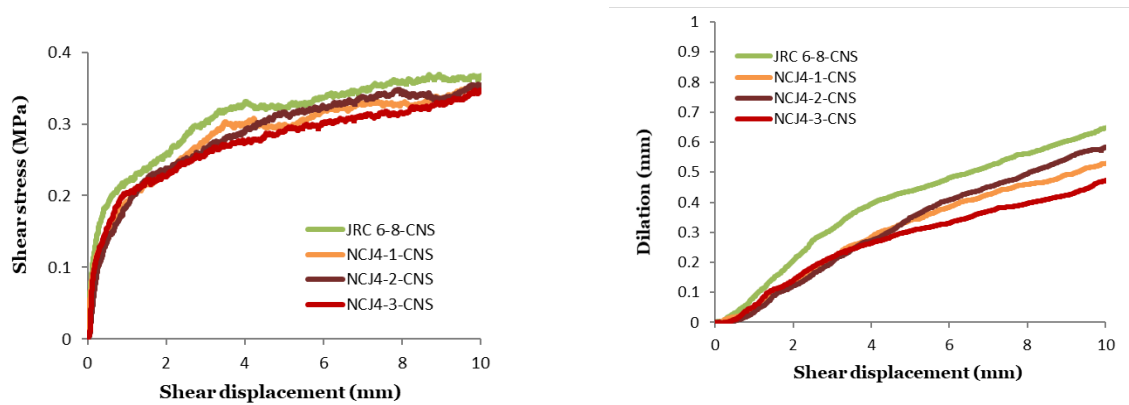 Shear stress (MPa)
0.4
0.3
0.2
0.1
0
JRC 6-8-CNS
NCJ4-1-CNS
NCJ4-2-CNS
NCJ4-3-CNS
0 2 4 6 8 10
Shear displacement (mm)
Dilation (mm)
1
0.9
0.8
0.7
0.6
0.5
0.4
0.3
0.2
0.1
0
JRC 6-8-CNS
NCJ4-1-CNS
NCJ4-2-CNS
NCJ4-3-CNS
0 2 4 6 8 10
Shear displacement (mm)